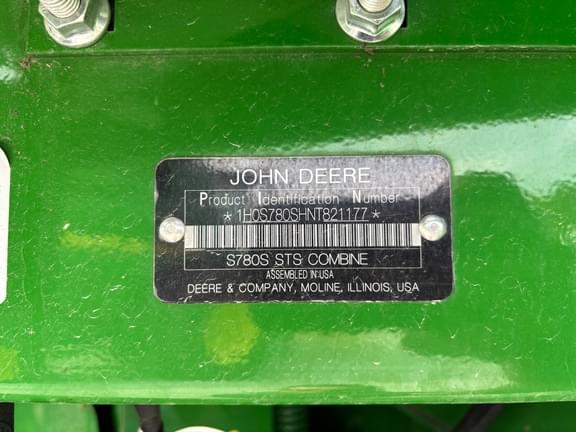 JOHN DEERE
Product Identification Number
*1H0S780SHNT821177*
S780S STS COMBINE
ASSEMBLED IN USA
DEERE & COMPANY, MOLINE, ILLINOIS, USA